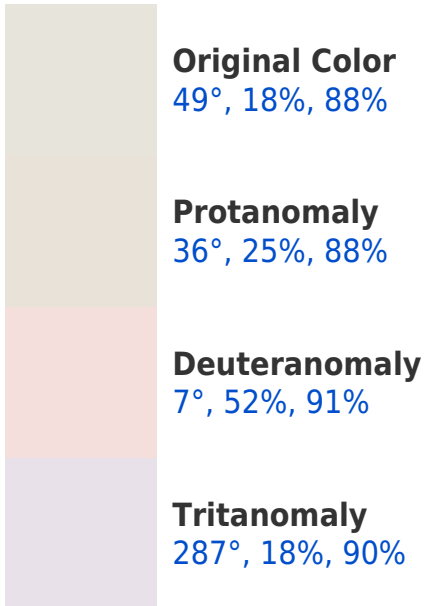 Original Color
49°, 18%, 88%
Protanomaly
36°, 25%, 88%
Deuteranomaly
7°, 52%, 91%
Tritanomaly
287°, 18%, 90%